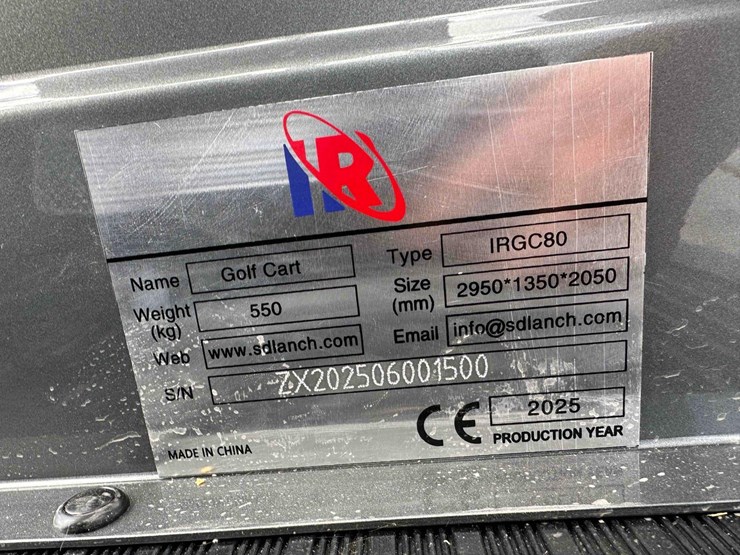 IR
Name Golf Cart Type IRGC80
Weight (kg) 550 Size (mm) 2950*1350*2050
Web www.sdlanch.com Email info@sdlanch.com
S/N ZX202506001500
CE 2025
MADE IN CHINA PRODUCTION YEAR